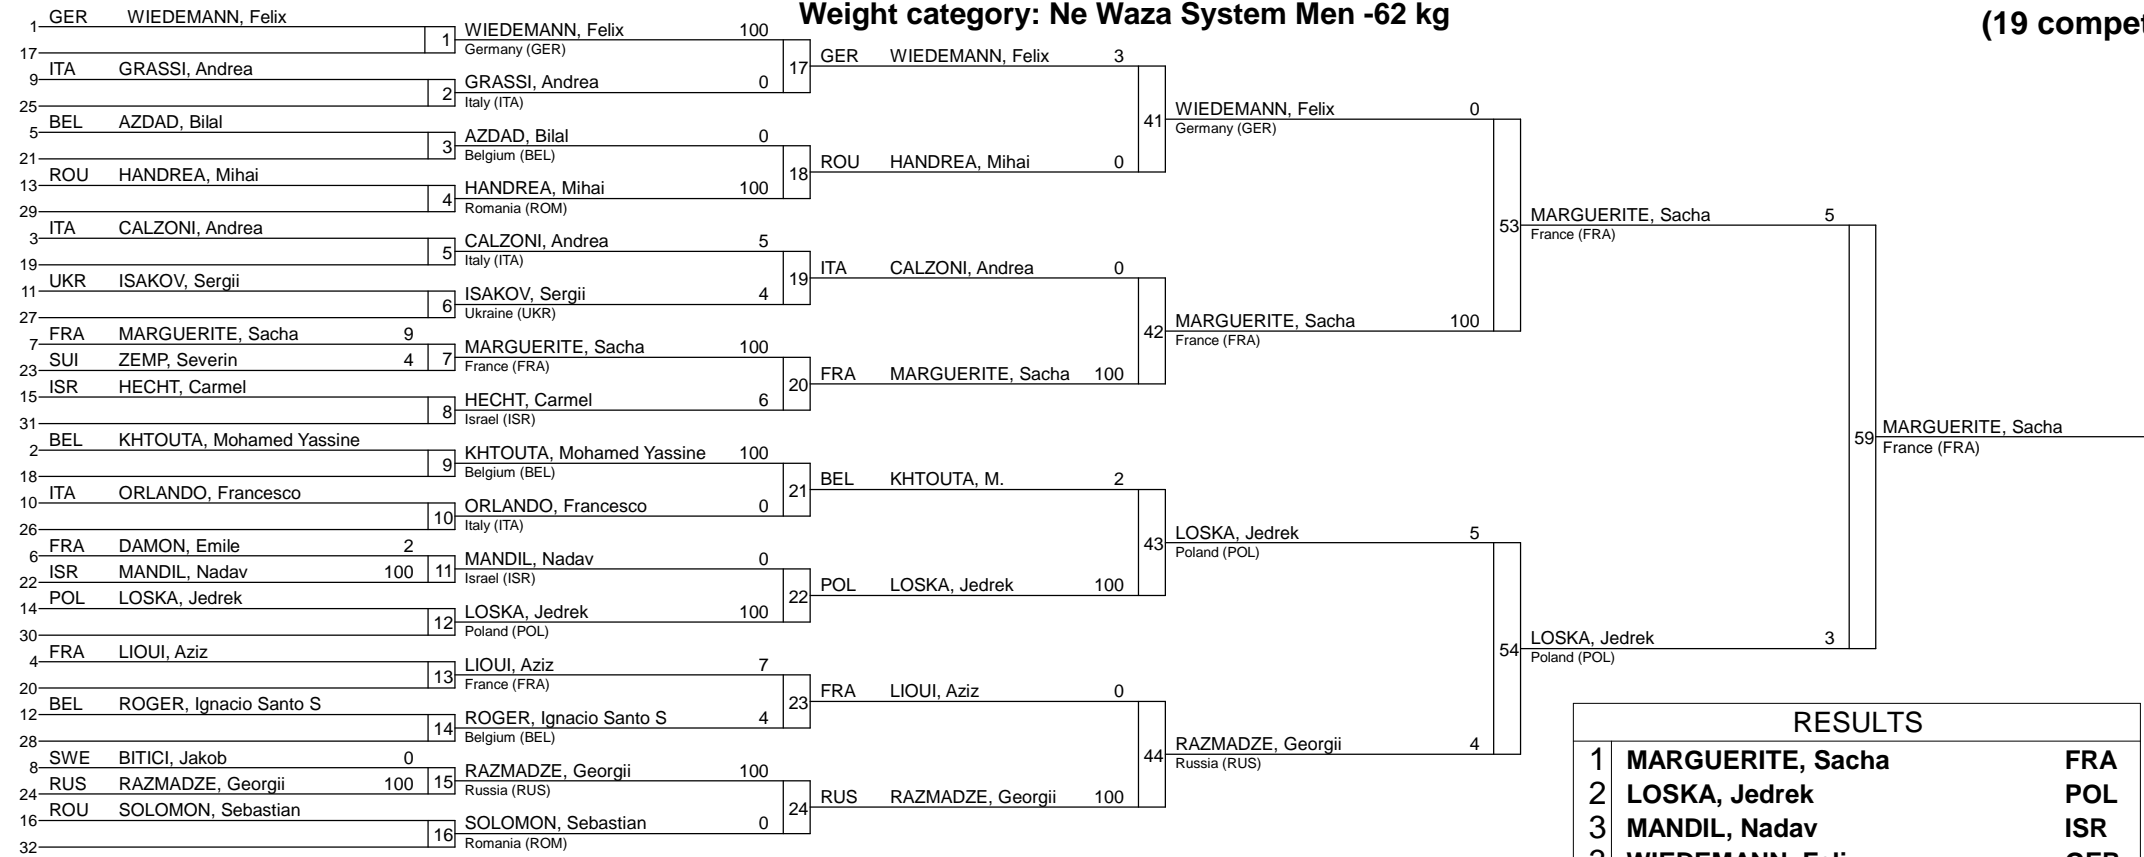 Weight category: Ne Waza System Men -62 kg
(19 compet
1 GER WIEDEMANN, Felix
17
1
9 ITA GRASSI, Andrea
25
2
5 BEL AZDAD, Bilal
21
3
13 ROU HANDREA, Mihai
29
4
3 ITA CALZONI, Andrea
19
5
11 UKR ISAKOV, Sergii
27
6
7 FRA MARGUERITE, Sacha 9
23 SUI ZEMP, Severin 4
7
15 ISR HECHT, Carmel
31
8
2 BEL KHTOUTA, Mohamed Yassine
18
9
10 ITA ORLANDO, Francesco
26
10
6 FRA DAMON, Emile 2
22 ISR MANDIL, Nadav 100
11
14 POL LOSKA, Jedrek
30
12
4 FRA LIOUI, Aziz
20
13
12 BEL ROGER, Ignacio Santo S
28
14
8 SWE BITICI, Jakob 0
24 RUS RAZMADZE, Georgii 100
15
16 ROU SOLOMON, Sebastian
32
16
WIEDEMANN, Felix 100
Germany (GER)
17
GRASSI, Andrea 0
Italy (ITA)
AZDAD, Bilal 0
Belgium (BEL)
18
HANDREA, Mihai 100
Romania (ROM)
CALZONI, Andrea 5
Italy (ITA)
19
ISAKOV, Sergii 4
Ukraine (UKR)
MARGUERITE, Sacha 100
France (FRA)
20
HECHT, Carmel 6
Israel (ISR)
KHTOUTA, Mohamed Yassine 100
Belgium (BEL)
21
ORLANDO, Francesco 0
Italy (ITA)
MANDIL, Nadav 0
Israel (ISR)
22
LOSKA, Jedrek 100
Poland (POL)
LIOUI, Aziz 7
France (FRA)
23
ROGER, Ignacio Santo S 4
Belgium (BEL)
RAZMADZE, Georgii 100
Russia (RUS)
24
SOLOMON, Sebastian 0
Romania (ROM)
GER WIEDEMANN, Felix 3
41
ROU HANDREA, Mihai 0
ITA CALZONI, Andrea 0
42
FRA MARGUERITE, Sacha 100
BEL KHTOUTA, M. 2
43
POL LOSKA, Jedrek 100
FRA LIOUI, Aziz 0
44
RUS RAZMADZE, Georgii 100
WIEDEMANN, Felix 0
Germany (GER)
53
MARGUERITE, Sacha 100
France (FRA)
LOSKA, Jedrek 5
Poland (POL)
54
RAZMADZE, Georgii 4
Russia (RUS)
MARGUERITE, Sacha 5
France (FRA)
59
LOSKA, Jedrek 3
Poland (POL)
MARGUERITE, Sacha
France (FRA)
RESULTS
1 MARGUERITE, Sacha FRA
2 LOSKA, Jedrek POL
3 MANDIL, Nadav ISR
3 WIEDEMANN, Felix GER